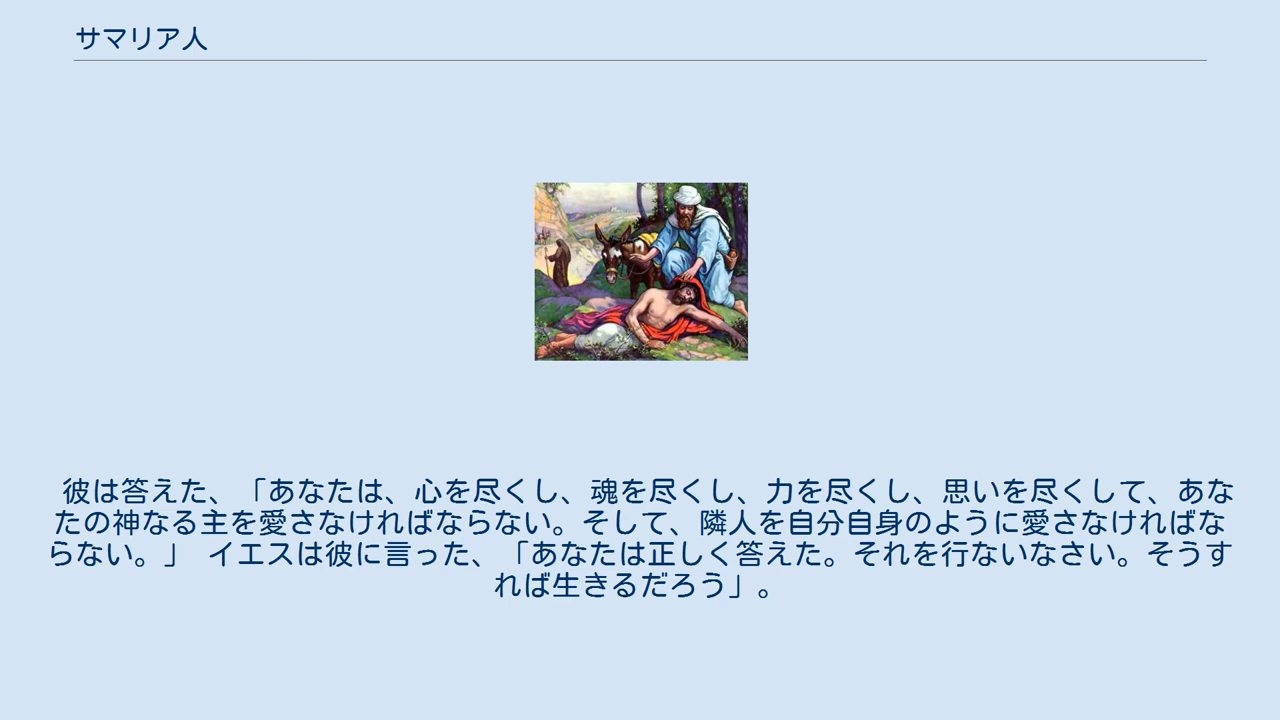 サマリア人
彼は答えた、「あなたは、心を尽くし、魂を尽くし、力を尽くし、思いを尽くして、あな
たの神なる主を愛さなければならない。そして、隣人を自分自身のように愛さなければな
らない。」 イエスは彼に言った、「あなたは正しく答えた。それを行ないなさい。そうす
れば生きるだろう」。